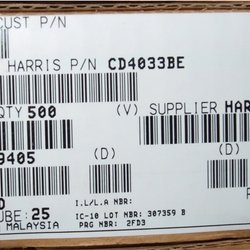 CUST P/N
HARRIS P/N CD4033BE
QTY 500 (V) SUPPLIER HAR
9405 (D) (D)
I.L/L.A NBR:
UBE: 25 IC-10 LOT NBR: 307359 B
MALAYSIA PRG NBR: 2FD3